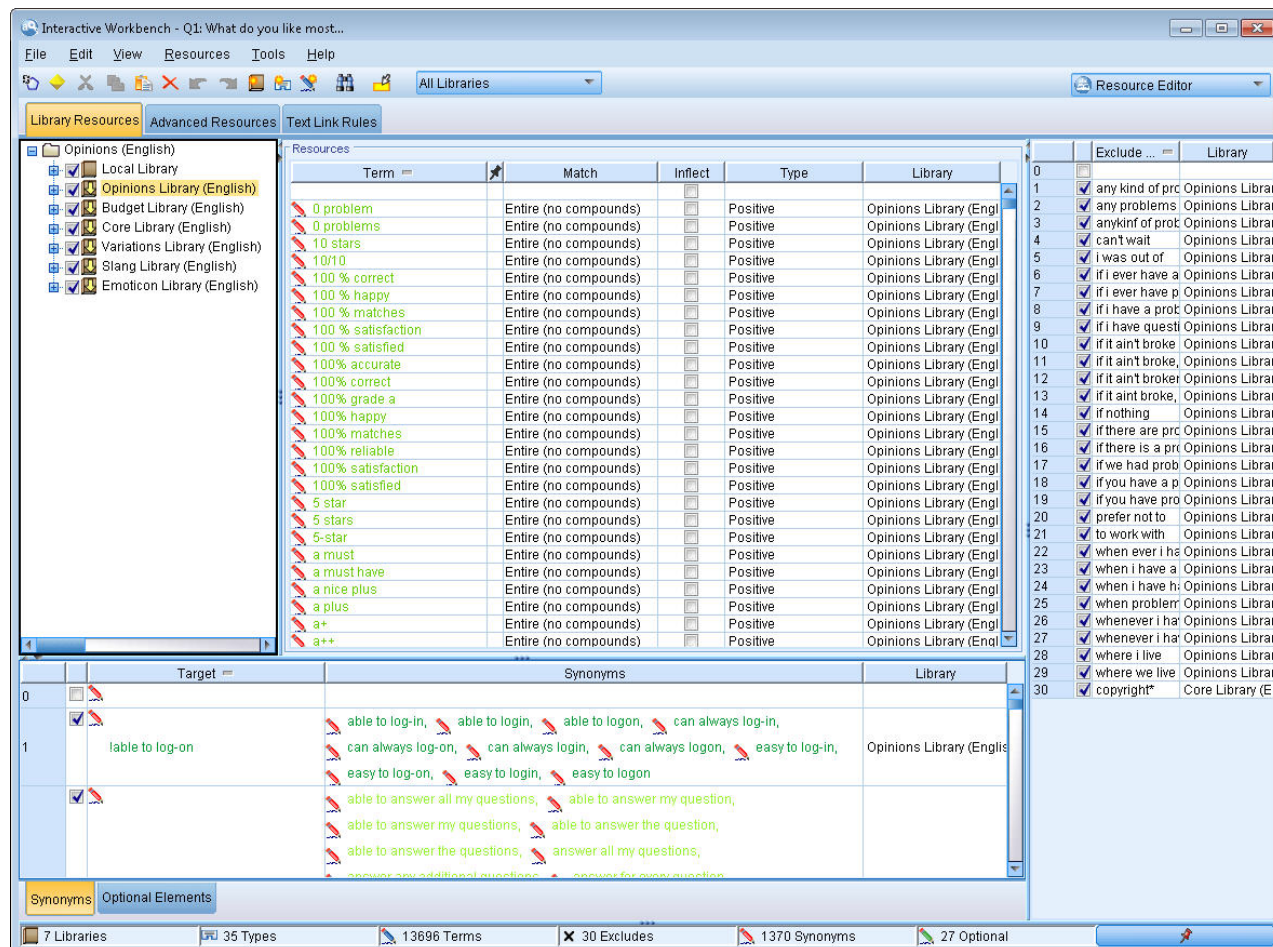 Interactive Workbench - Q1: What do you like most...
File Edit View Resources Tools Help
All Libraries
Resource Editor
Library Resources Advanced Resources Text Link Rules
Opinions (English)
Local Library
Opinions Library (English)
Budget Library (English)
Core Library (English)
Variations Library (English)
Slang Library (English)
Emoticon Library (English)
Resources
Term Match Inflect Type Library
0 problem Entire (no compounds) Positive Opinions Library (Engl
0 problems Entire (no compounds) Positive Opinions Library (Engl
10 stars Entire (no compounds) Positive Opinions Library (Engl
10/10 Entire (no compounds) Positive Opinions Library (Engl
100 % correct Entire (no compounds) Positive Opinions Library (Engl
100 % happy Entire (no compounds) Positive Opinions Library (Engl
100 % matches Entire (no compounds) Positive Opinions Library (Engl
100 % satisfaction Entire (no compounds) Positive Opinions Library (Engl
100 % satisfied Entire (no compounds) Positive Opinions Library (Engl
100% accurate Entire (no compounds) Positive Opinions Library (Engl
100% correct Entire (no compounds) Positive Opinions Library (Engl
100% grade a Entire (no compounds) Positive Opinions Library (Engl
100% happy Entire (no compounds) Positive Opinions Library (Engl
100% matches Entire (no compounds) Positive Opinions Library (Engl
100% reliable Entire (no compounds) Positive Opinions Library (Engl
100% satisfaction Entire (no compounds) Positive Opinions Library (Engl
100% satisfied Entire (no compounds) Positive Opinions Library (Engl
5 star Entire (no compounds) Positive Opinions Library (Engl
5 stars Entire (no compounds) Positive Opinions Library (Engl
5-star Entire (no compounds) Positive Opinions Library (Engl
a must Entire (no compounds) Positive Opinions Library (Engl
a must have Entire (no compounds) Positive Opinions Library (Engl
a nice plus Entire (no compounds) Positive Opinions Library (Engl
a plus Entire (no compounds) Positive Opinions Library (Engl
a+ Entire (no compounds) Positive Opinions Library (Engl
a++ Entire (no compounds) Positive Opinions Library (Engl
Exclude ... Library
0
1 any kind of prc Opinions Librar
2 any problems Opinions Librar
3 anykinf of prob Opinions Librar
4 can't wait Opinions Librar
5 i was out of Opinions Librar
6 if i ever have a Opinions Librar
7 if i ever have p Opinions Librar
8 if i have a prob Opinions Librar
9 if i have questi Opinions Librar
10 if it ain't broke Opinions Librar
11 if it ain't broke, Opinions Librar
12 if it ain't broker Opinions Librar
13 if it aint broke, Opinions Librar
14 if nothing Opinions Librar
15 if there are prc Opinions Librar
16 if there is a pro Opinions Librar
17 if we had prob Opinions Librar
18 if you have a p Opinions Librar
19 if you have pro Opinions Librar
20 prefer not to Opinions Librar
21 to work with Opinions Librar
22 when ever i ha Opinions Librar
23 when i have a Opinions Librar
24 when i have h Opinions Librar
25 when problem Opinions Librar
26 whenever i ha Opinions Librar
27 whenever i ha Opinions Librar
28 where i live Opinions Librar
29 where we live Opinions Librar
30 copyright* Core Library (E
Target Synonyms Library
0
able to log-in, able to login, able to logon, can always log-in,
1 !able to log-on can always log-on, can always login, can always logon, easy to log-in, Opinions Library (Englis
easy to log-on, easy to login, easy to logon
able to answer all my questions, able to answer my question,
able to answer my questions, able to answer the question,
able to answer the questions, answer all my questions,
answer any additional questions, answer for every question
Synonyms Optional Elements
7 Libraries 35 Types 13696 Terms 30 Excludes 1370 Synonyms 27 Optional